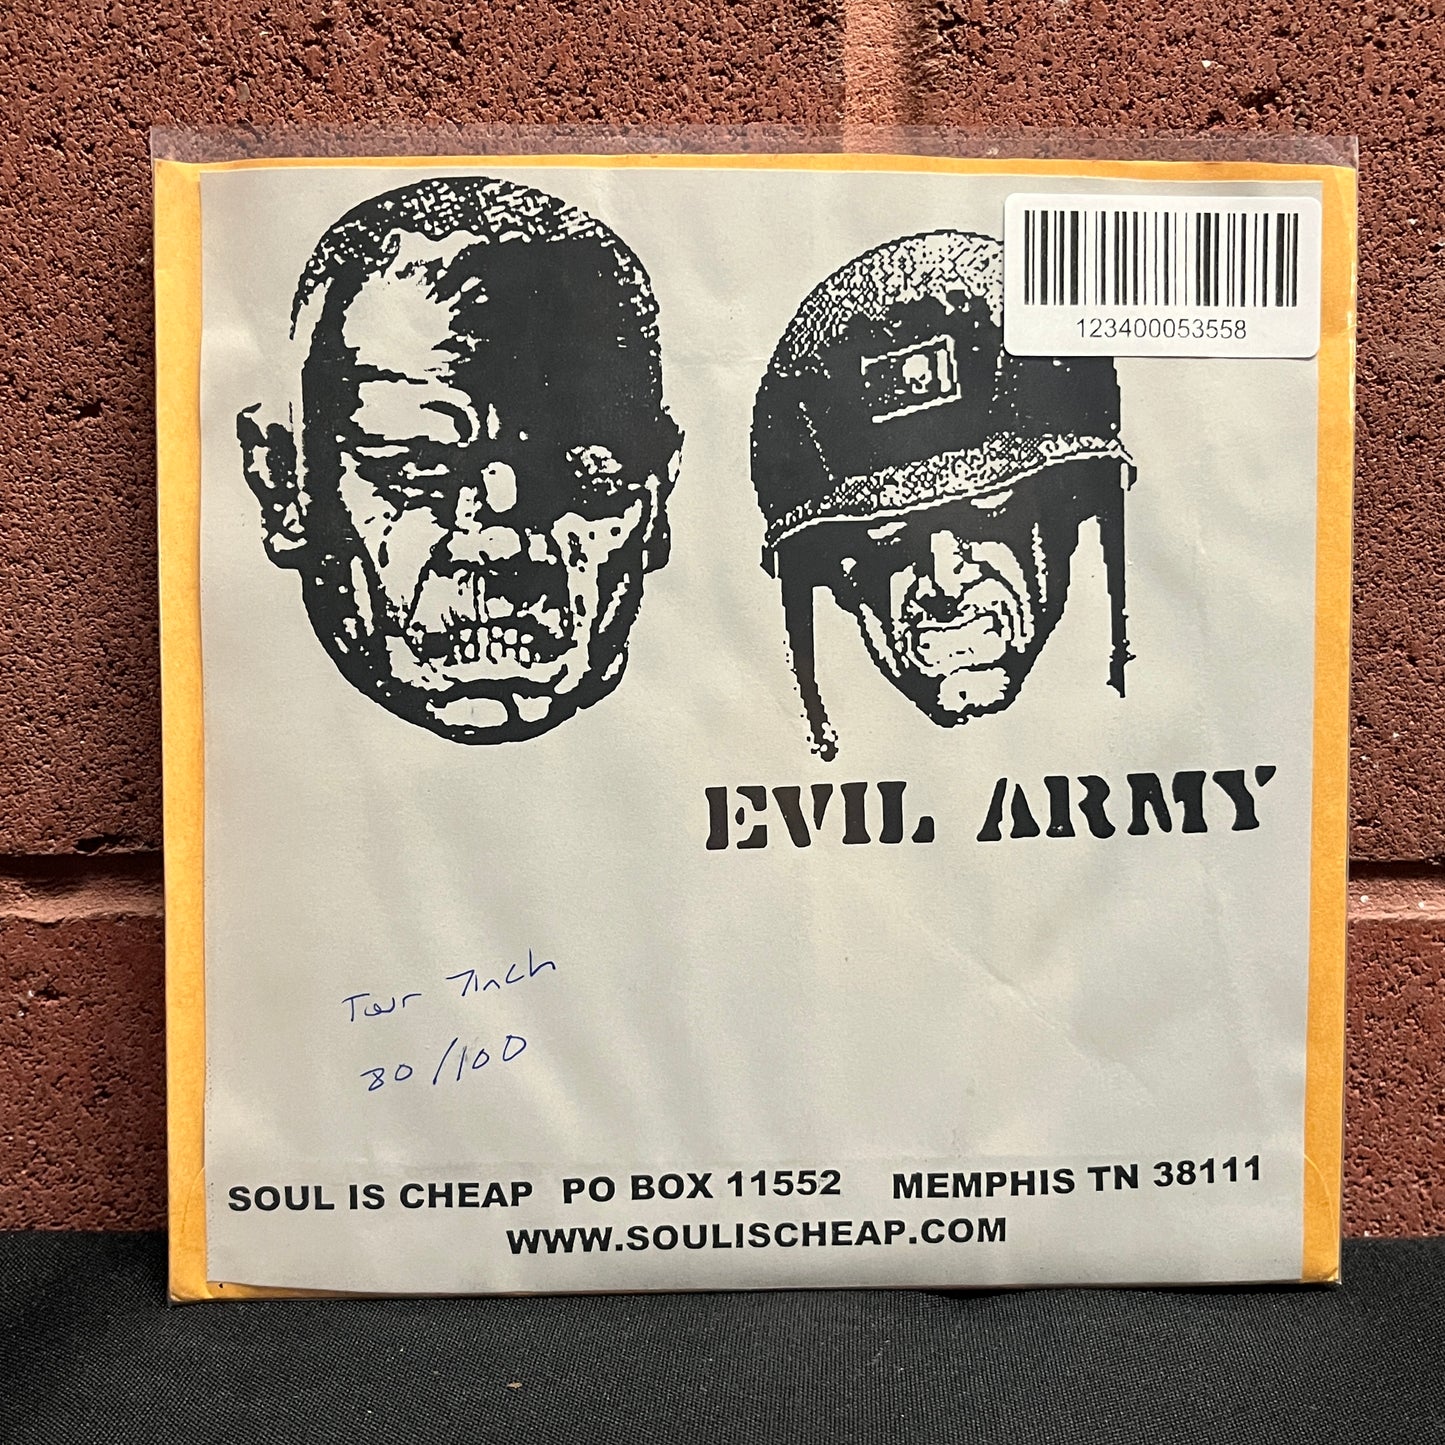 123400053558
EVIL ARMY
Tour 7inch
80/100
SOUL IS CHEAP PO BOX 11552 MEMPHIS TN 38111
WWW.SOULISCHEAP.COM